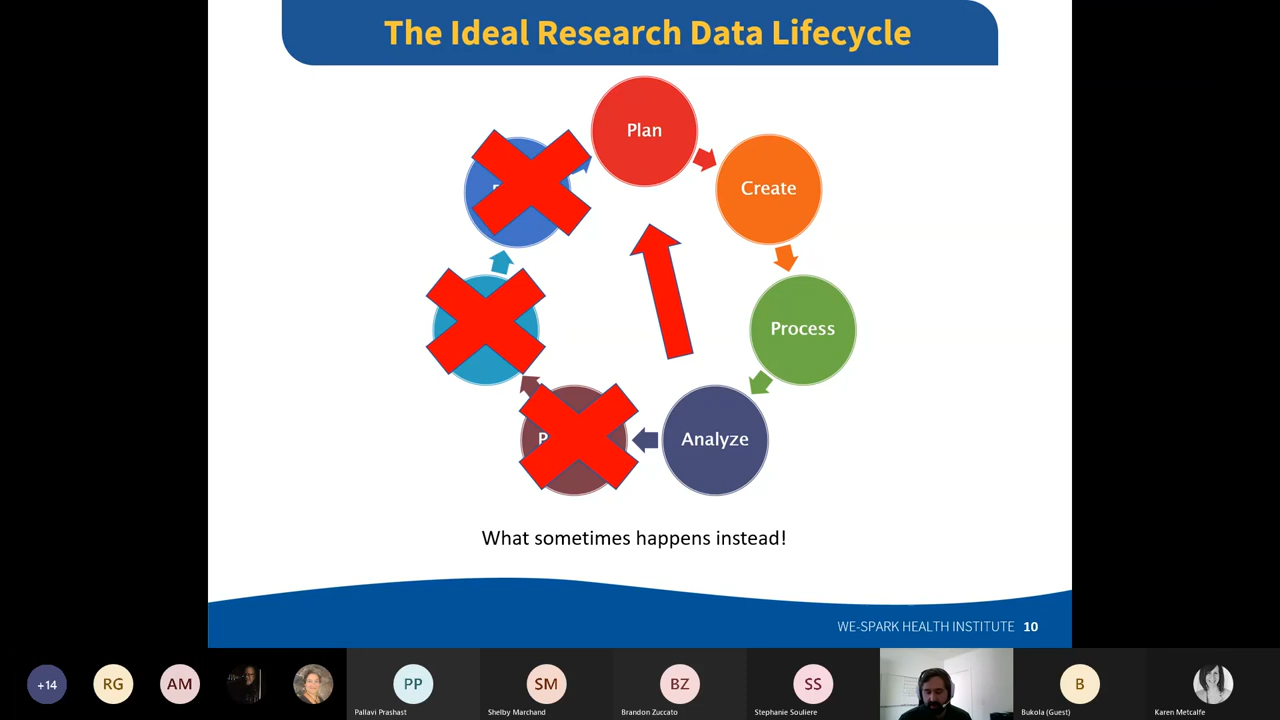 The Ideal Research Data Lifecycle
Plan
Create
Process
Analyze
What sometimes happens instead!
WE-SPARK HEALTH INSTITUTE 10
+14
RG
AM
PP
SM
BZ
SS
B
Pallavi Prashast
Shelby Marchand
Brandon Zuccato
Stephanie Souliere
Bukola (Guest)
Karen Metcalfe